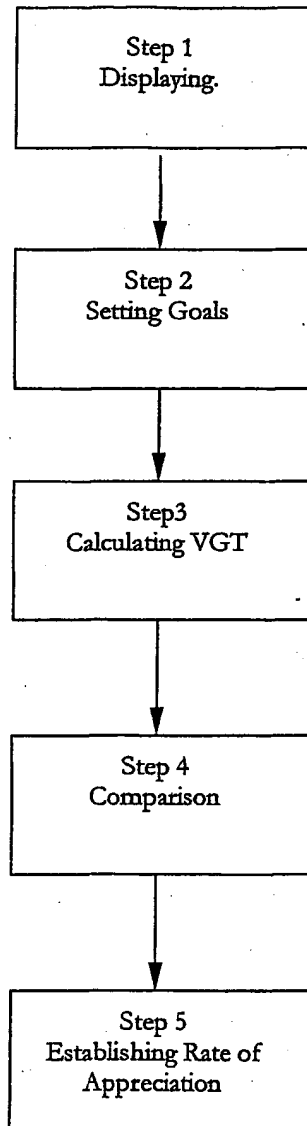 Step 1
Displaying.
Step 2
Setting Goals
Step3
Calculating VGT
Step 4
Comparison
Step 5
Establishing Rate of
Appreciation